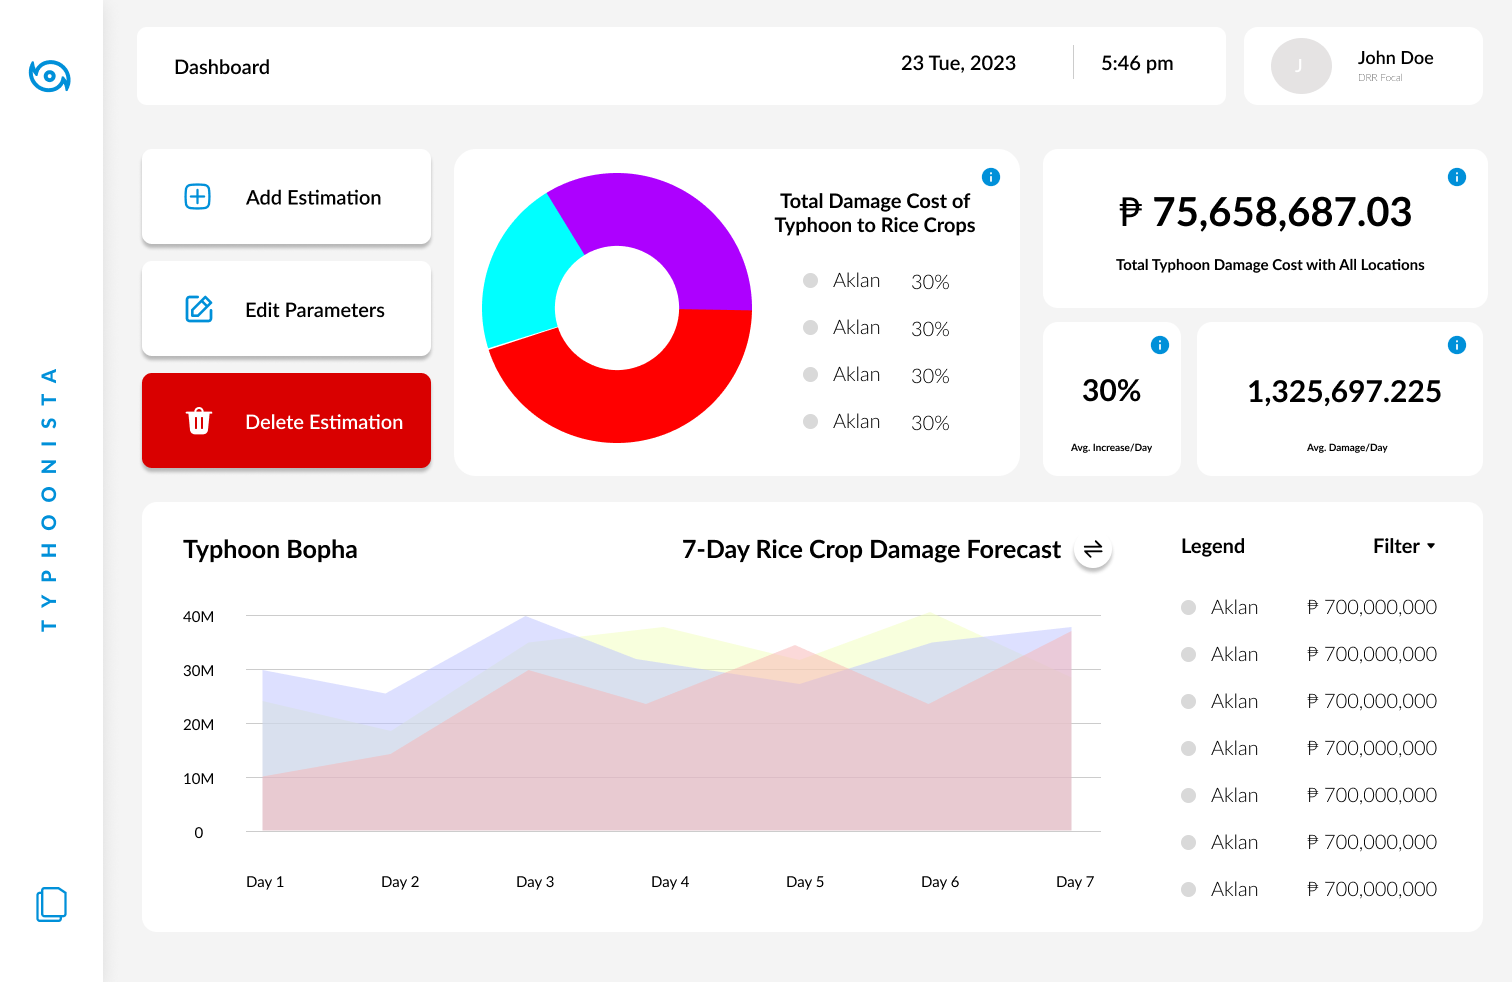 Dashboard
23 Tue, 2023
5:46 pm
J
John Doe
DRR Focal
TYPHOONISTA
Add Estimation
Edit Parameters
Delete Estimation
Total Damage Cost of
Typhoon to Rice Crops
Aklan 30%
Aklan 30%
Aklan 30%
Aklan 30%
₱ 75,658,687.03
Total Typhoon Damage Cost with All Locations
30%
Avg. Increase/Day
1,325,697.225
Avg. Damage/Day
Typhoon Bopha
7-Day Rice Crop Damage Forecast
40M
30M
20M
10M
0
Day 1 Day 2 Day 3 Day 4 Day 5 Day 6 Day 7
Legend
Filter
Aklan ₱ 700,000,000
Aklan ₱ 700,000,000
Aklan ₱ 700,000,000
Aklan ₱ 700,000,000
Aklan ₱ 700,000,000
Aklan ₱ 700,000,000
Aklan ₱ 700,000,000